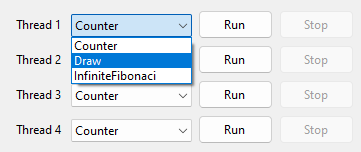 Thread 1 Counter Run Stop
Counter
Thread 2 Draw Run Stop
InfiniteFibonaci
Thread 3 Counter Run Stop
Thread 4 Counter Run Stop